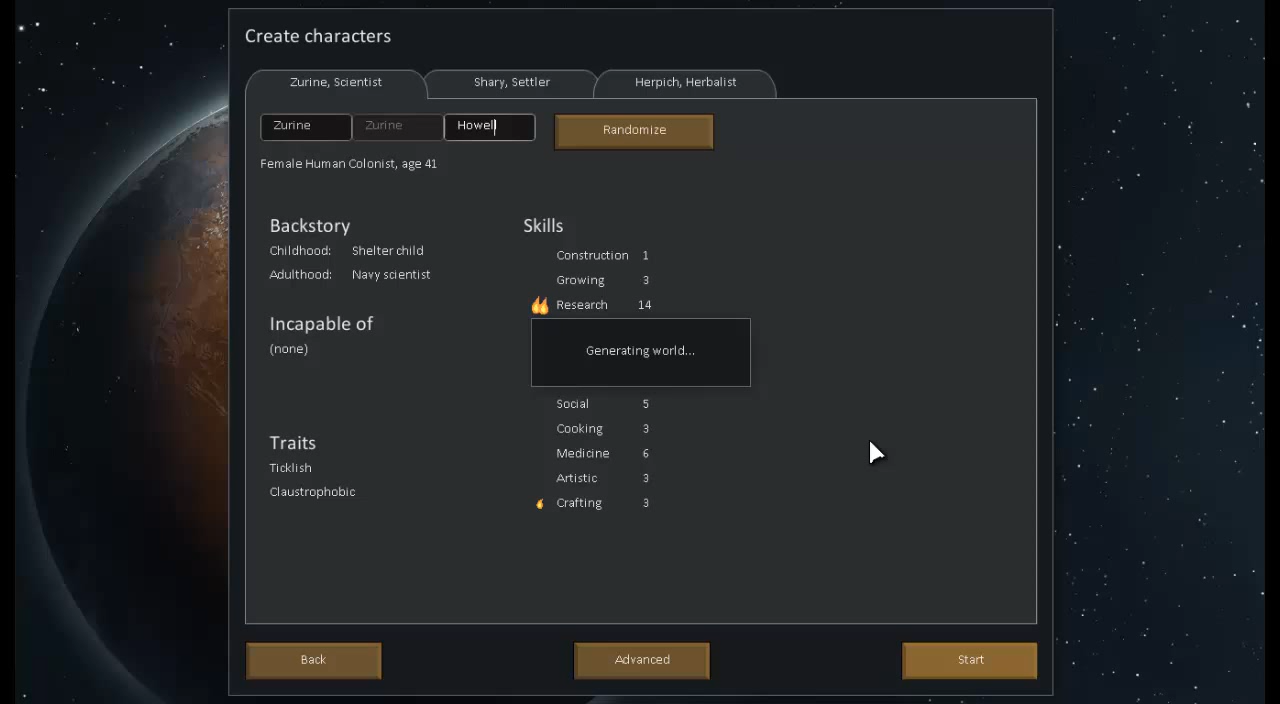 Create characters
Zurine, Scientist Shary, Settler Herpich, Herbalist
Zurine Zurine Howell Randomize
Female Human Colonist, age 41
Backstory
Childhood: Shelter child
Adulthood: Navy scientist
Incapable of
(none)
Traits
Ticklish
Claustrophobic
Skills
Construction 1
Growing 3
Research 14
Generating world...
Social 5
Cooking 3
Medicine 6
Artistic 3
Crafting 3
Back Advanced Start